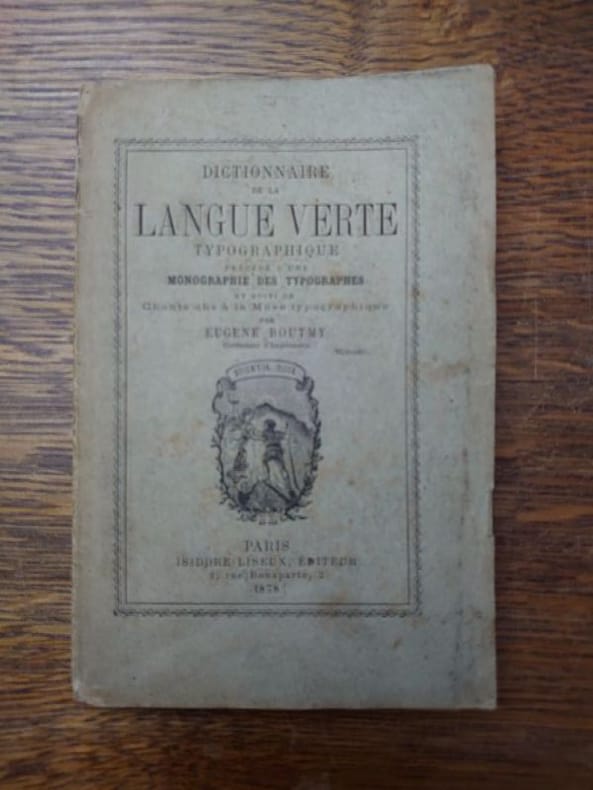 DICTIONNAIRE
DE LA
LANGUE VERTE
TYPOGRAPHIQUE
PRÉCÉDÉ D'UNE
MONOGRAPHIE DES TYPOGRAPHES
ET SUIVI DE
Chants dus à la Muse typographique
PAR
EUGÈNE BOUTMY
PARIS
ISIDORE LISEUX, ÉDITEUR
2, rue Bonaparte, 2
1878